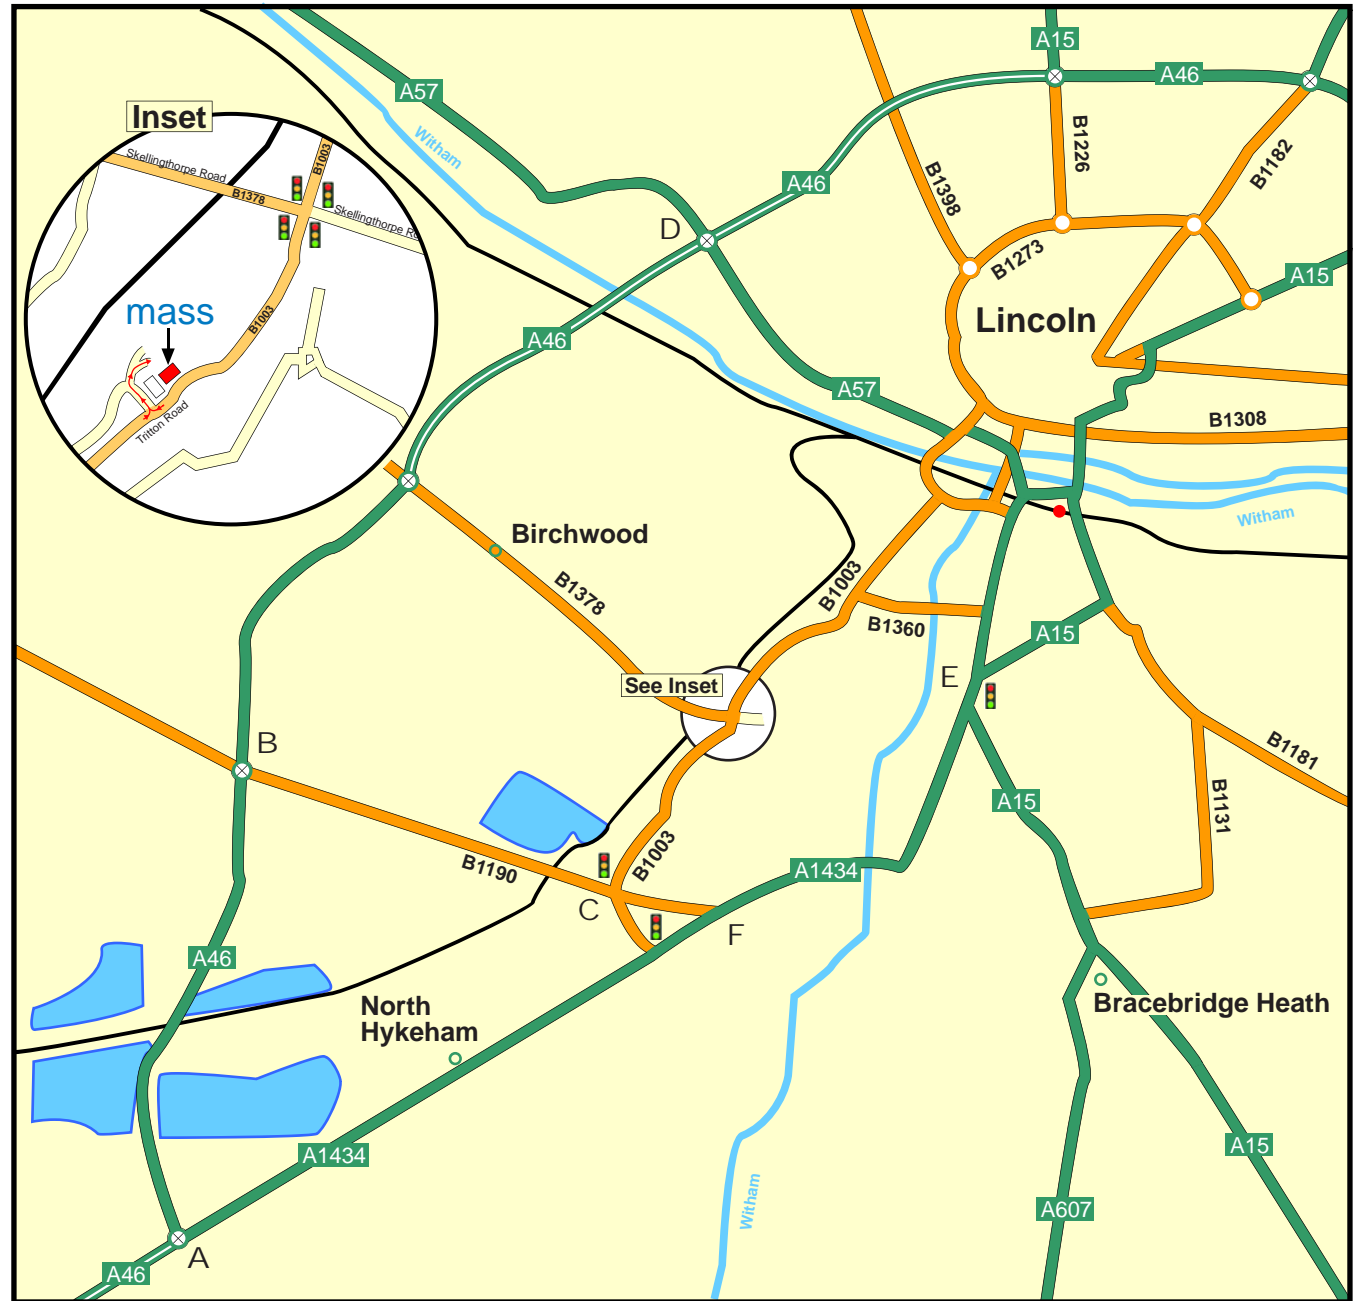 A15
A46
A57
Inset
B1003
Skellingthorpe Road
B1378
Skellingthorpe Ro
mass
B1003
Tritton Road
Witham
B1226
B1182
A46
B1398
D
B1273
A15
Lincoln
A46
A57
B1308
Witham
Birchwood
B1378
B1003
B1360
A15
E
See Inset
B
B1181
A15
B1131
B1003
B1190
A1434
C
F
A46
North
Hykeham
Bracebridge Heath
A1434
A15
Witham
A607
A
A46